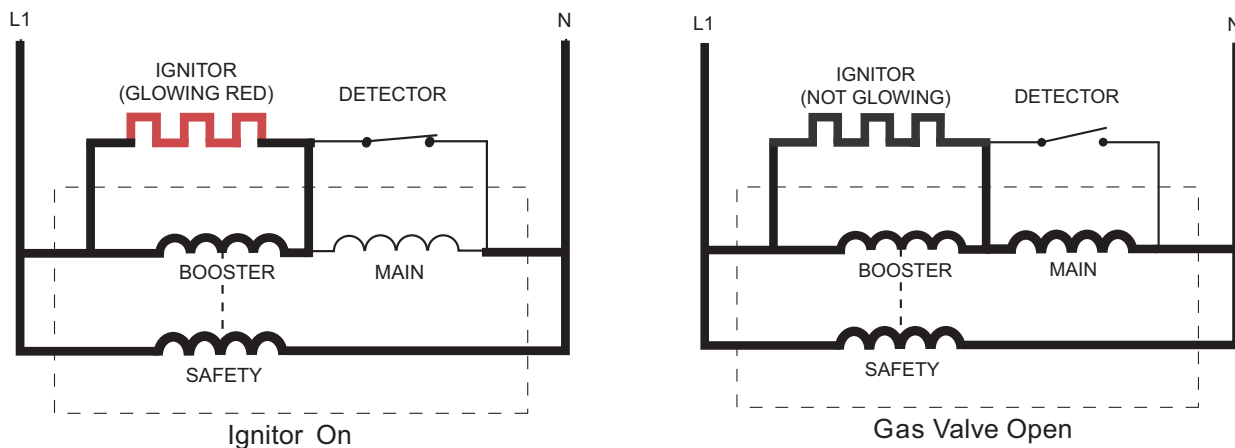 L1
N
IGNITOR
(GLOWING RED)
DETECTOR
BOOSTER
MAIN
SAFETY
Ignitor On
L1
N
IGNITOR
(NOT GLOWING)
DETECTOR
BOOSTER
MAIN
SAFETY
Gas Valve Open